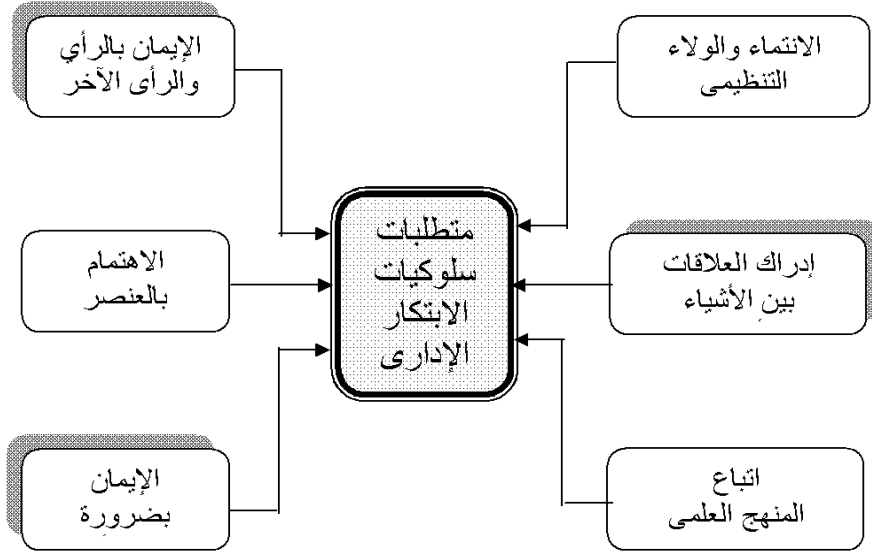 الانتماء والولاء
التنظيمى
الإيمان بالرأي
والرأى الآخر
متطلبات
سلوكيات
الابتكار
الإدارى
إدراك العلاقات
بين الأشياء
الاهتمام
بالعنصر
اتباع
المنهج العلمى
الإيمان
بضرورة